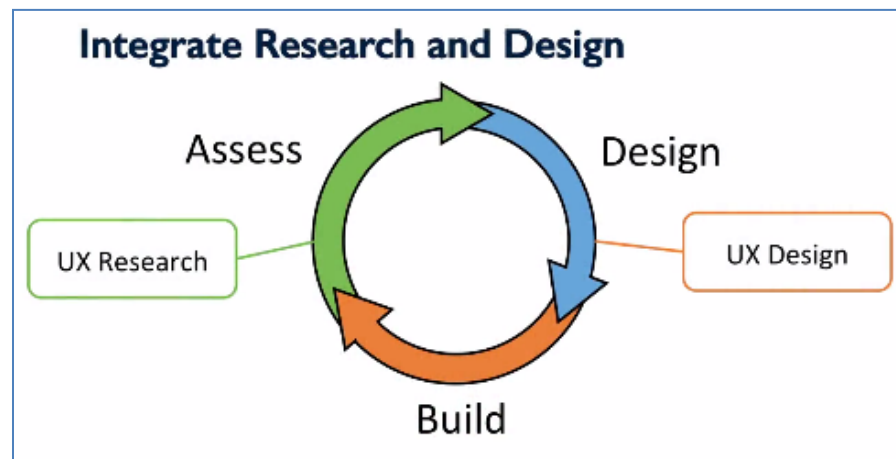 Integrate Research and Design
Assess
Design
UX Research
UX Design
Build